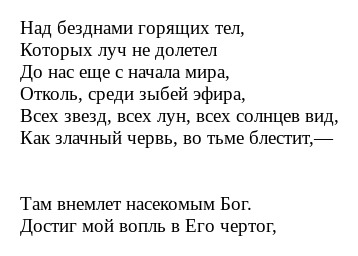 Над безднами горящих тел,
Которых луч не долетел
До нас еще с начала мира,
Отколь, среди зыбей эфира,
Всех звезд, всех лун, всех солнцев вид,
Как злачный червь, во тьме блестит,—
Там внемлет насекомым Бог.
Достиг мой вопль в Его чертог,